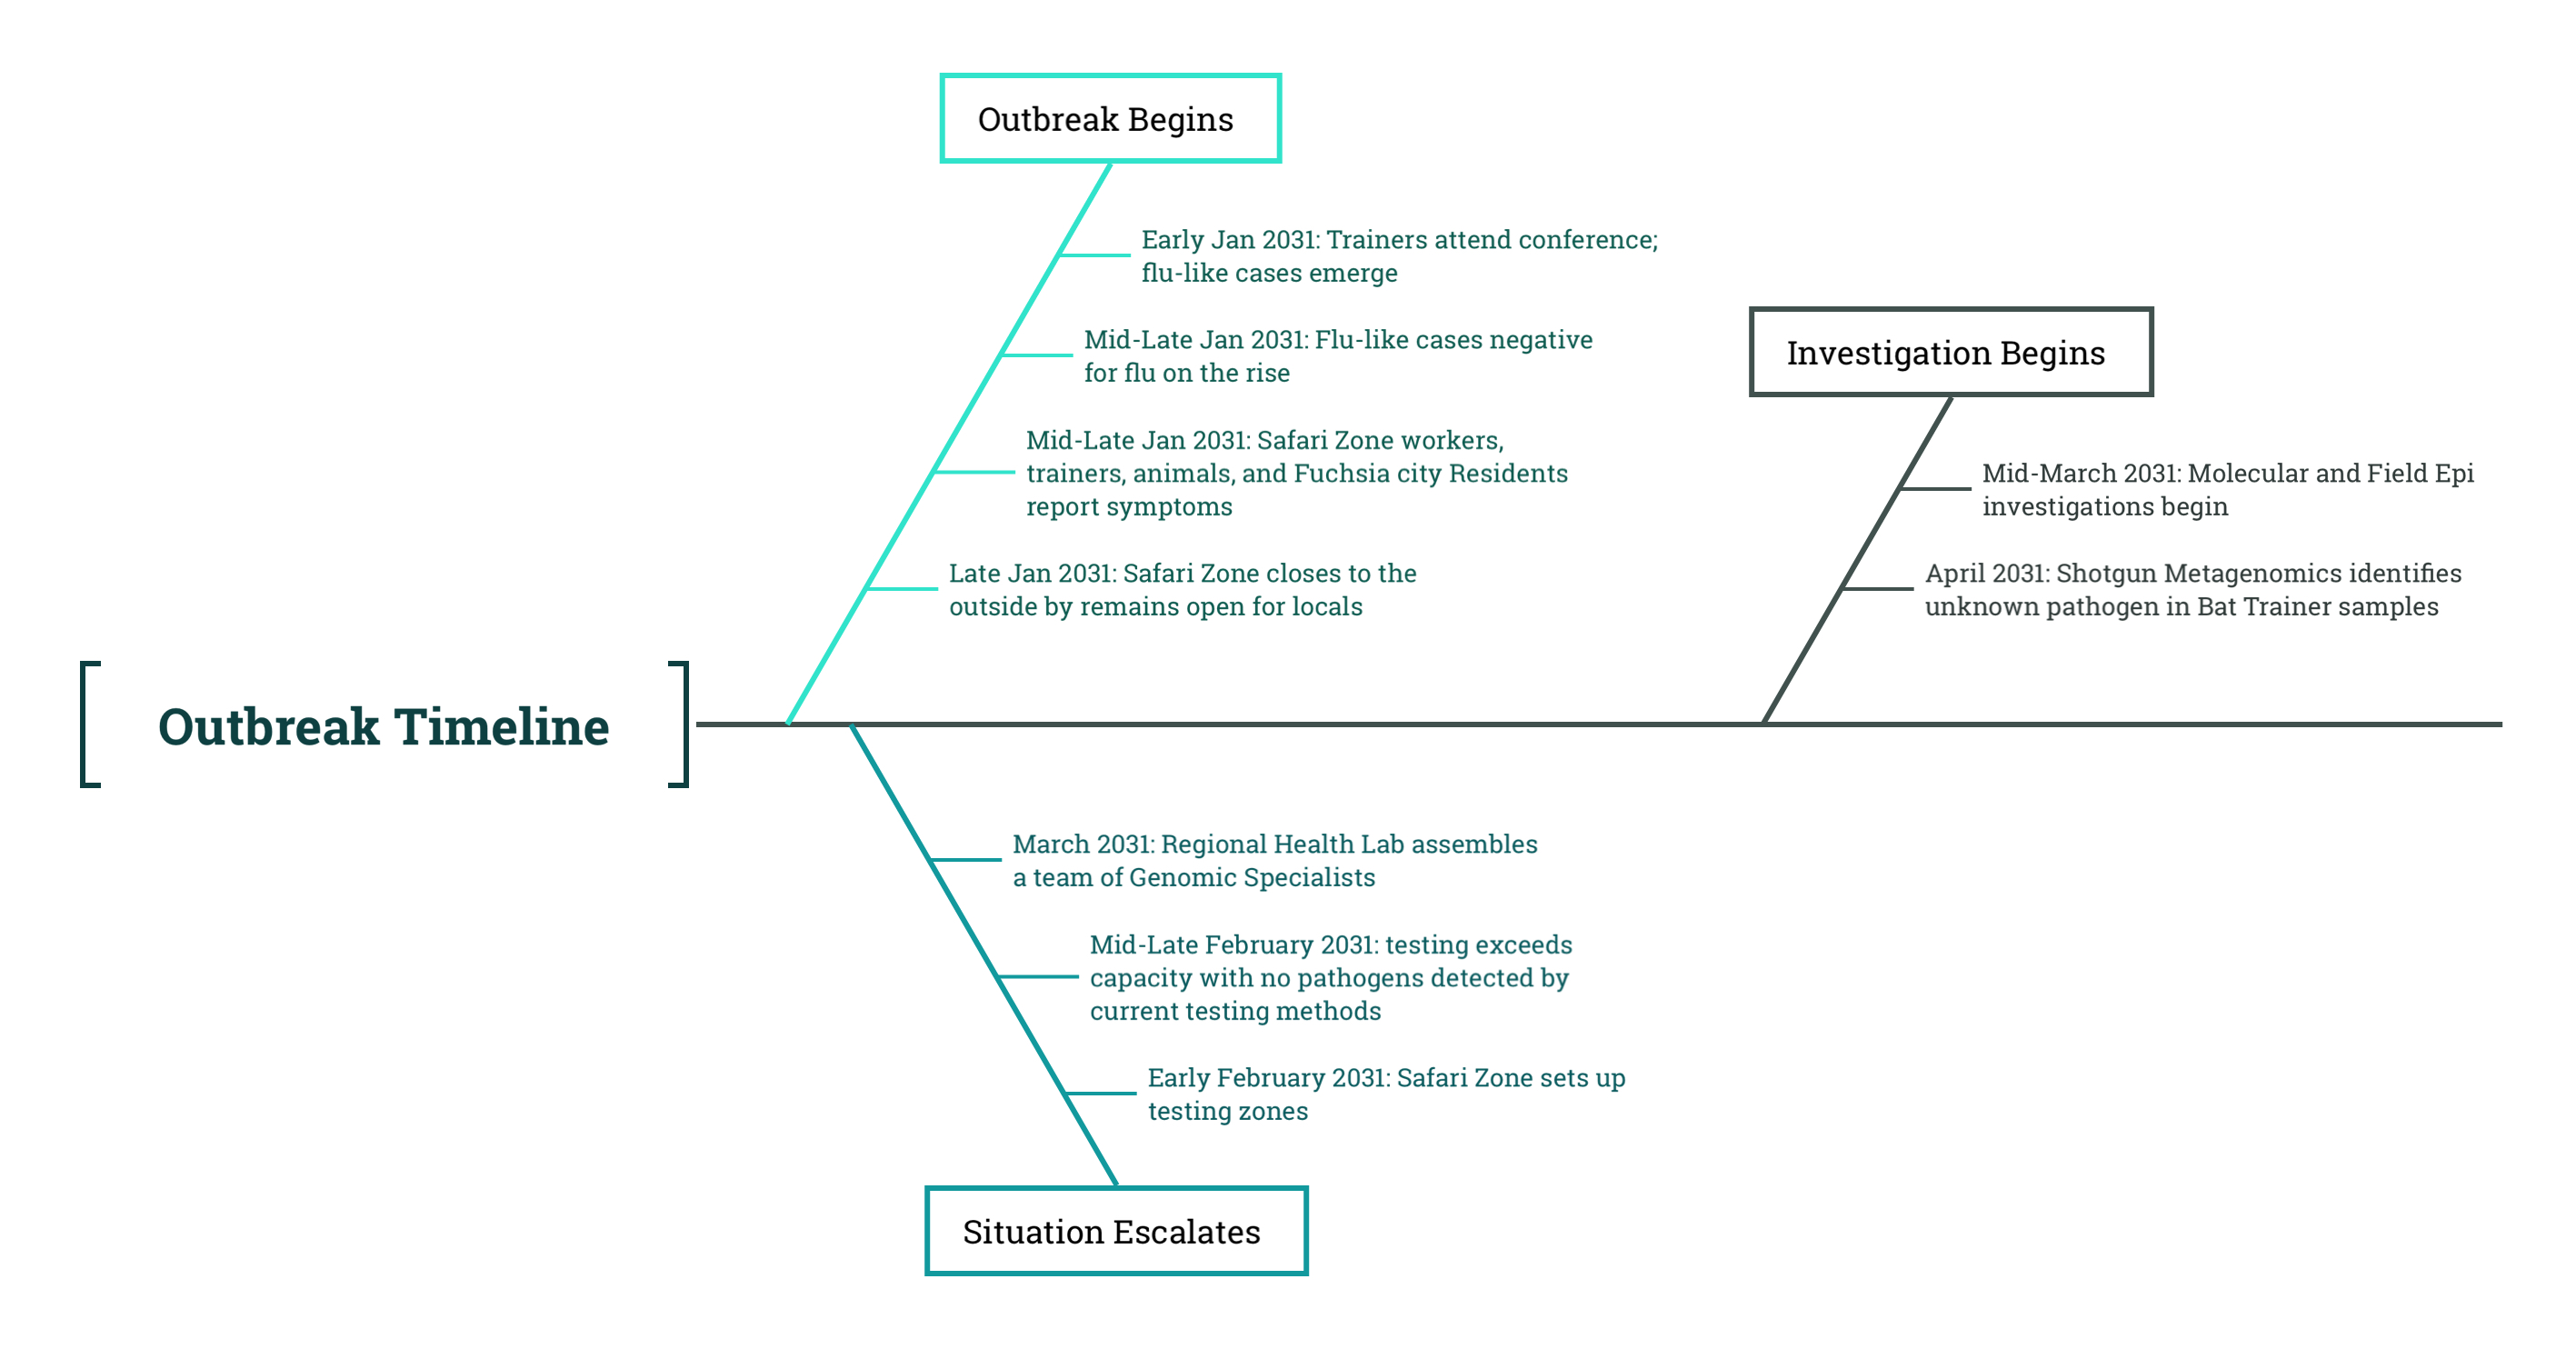 Outbreak Begins
Early Jan 2031: Trainers attend conference;
flu-like cases emerge
Mid-Late Jan 2031: Flu-like cases negative
for flu on the rise
Mid-Late Jan 2031: Safari Zone workers,
trainers, animals, and Fuchsia city Residents
report symptoms
Late Jan 2031: Safari Zone closes to the
outside by remains open for locals
Investigation Begins
Mid-March 2031: Molecular and Field Epi
investigations begin
April 2031: Shotgun Metagenomics identifies
unknown pathogen in Bat Trainer samples
Outbreak Timeline
March 2031: Regional Health Lab assembles
a team of Genomic Specialists
Mid-Late February 2031: testing exceeds
capacity with no pathogens detected by
current testing methods
Early February 2031: Safari Zone sets up
testing zones
Situation Escalates